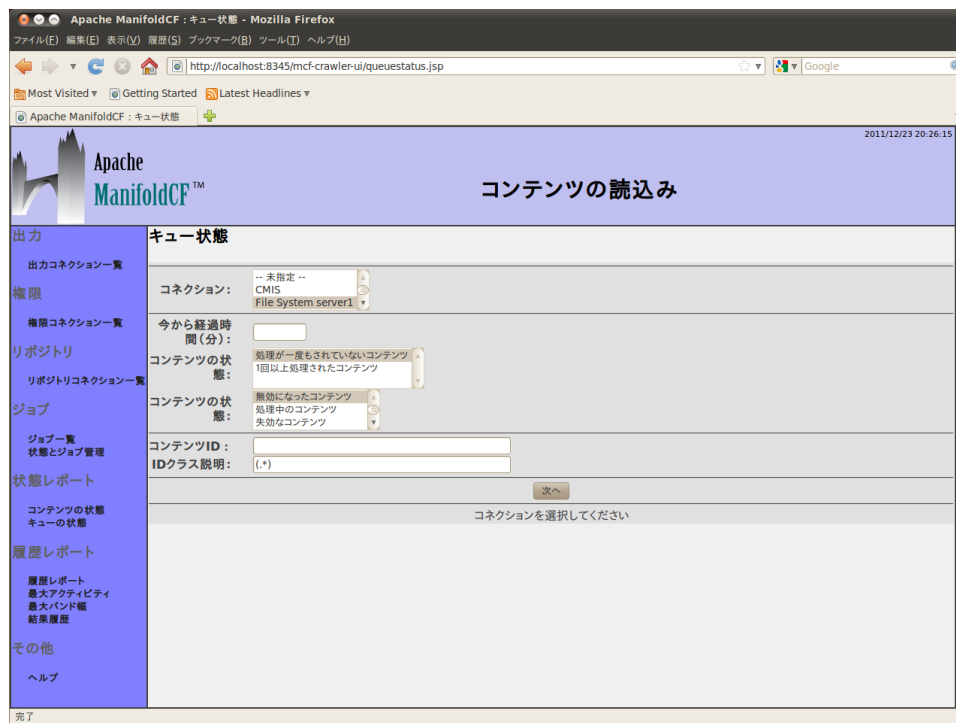 Apache ManifoldCF : キュー状態 - Mozilla Firefox
ファイル(F) 編集(E) 表示(V) 履歴(S) ブックマーク(B) ツール(T) ヘルプ(H)
http://localhost:8345/mcf-crawler-ui/queuestatus.jsp
Google
Most Visited Getting Started Latest Headlines
Apache ManifoldCF : キュー状態
2011/12/23 20:26:15
Apache
ManifoldCF™
コンテンツの読込み
出力
出力コネクション一覧
権限
権限コネクション一覧
リポジトリ
リポジトリコネクション一覧
ジョブ
ジョブ一覧
状態とジョブ管理
状態レポート
コンテンツの状態
キューの状態
履歴レポート
履歴レポート
最大アクティビティ
最大バンド幅
結果履歴
その他
ヘルプ
キュー状態
コネクション:
-- 未指定 --
CMIS
File System server1
今から経過時
間(分):
コンテンツの状
態:
処理が一度もされていないコンテンツ
1回以上処理されたコンテンツ
コンテンツの状
態:
無効になったコンテンツ
処理中のコンテンツ
失効なコンテンツ
コンテンツID:
IDクラス説明:
(.*)
次へ
コネクションを選択してください
完了